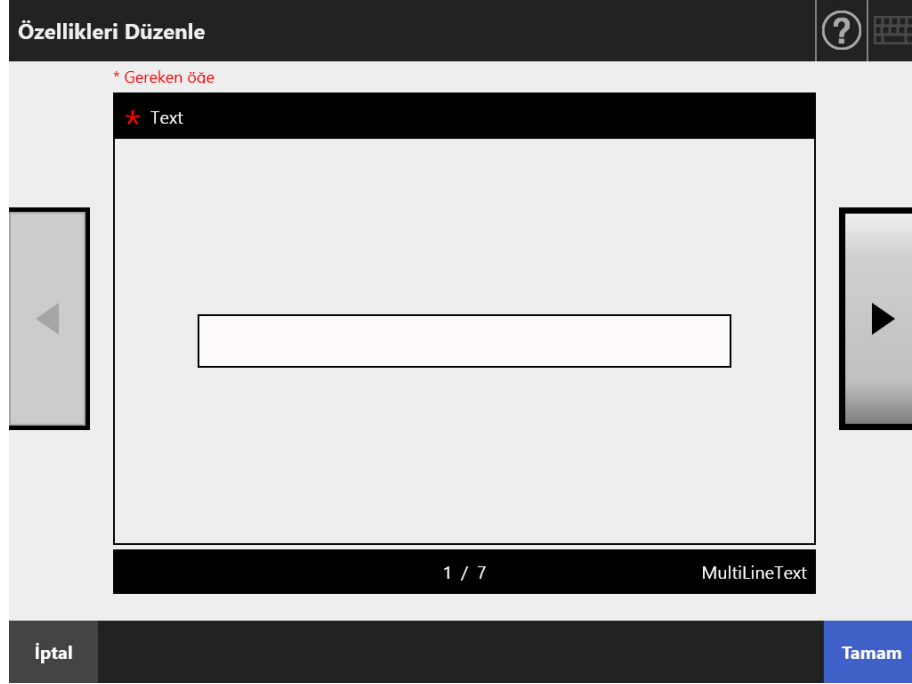 Özellikleri Düzenle
* Gereken öğe
* Text
1 / 7 MultiLineText
İptal Tamam